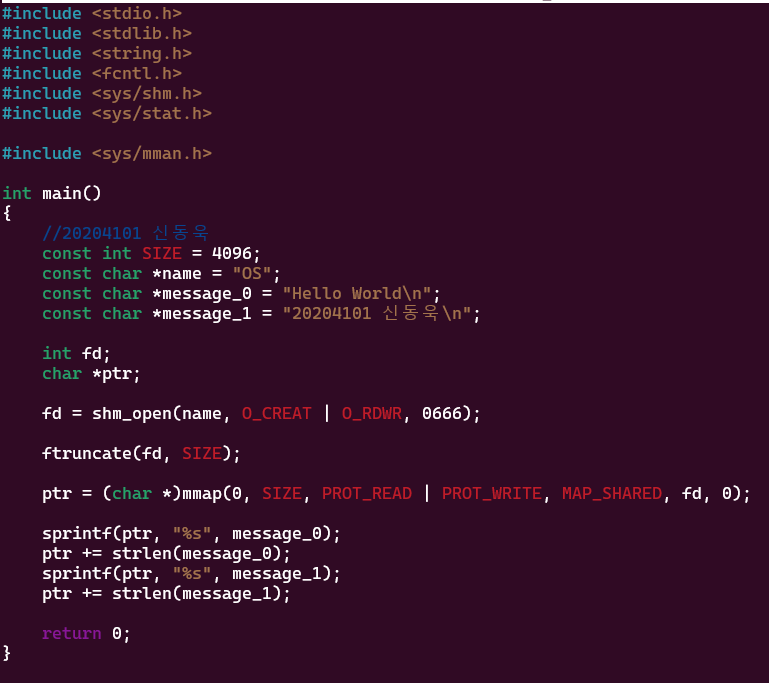 #include <stdio.h>
#include <stdlib.h>
#include <string.h>
#include <fcntl.h>
#include <sys/shm.h>
#include <sys/stat.h>
#include <sys/mman.h>
int main()
{
//20204101 신동욱
const int SIZE = 4096;
const char *name = "OS";
const char *message_0 = "Hello World\n";
const char *message_1 = "20204101 신동욱\n";
int fd;
char *ptr;
fd = shm_open(name, O_CREAT | O_RDWR, 0666);
ftruncate(fd, SIZE);
ptr = (char *)mmap(0, SIZE, PROT_READ | PROT_WRITE, MAP_SHARED, fd, 0);
sprintf(ptr, "%s", message_0);
ptr += strlen(message_0);
sprintf(ptr, "%s", message_1);
ptr += strlen(message_1);
return 0;
}